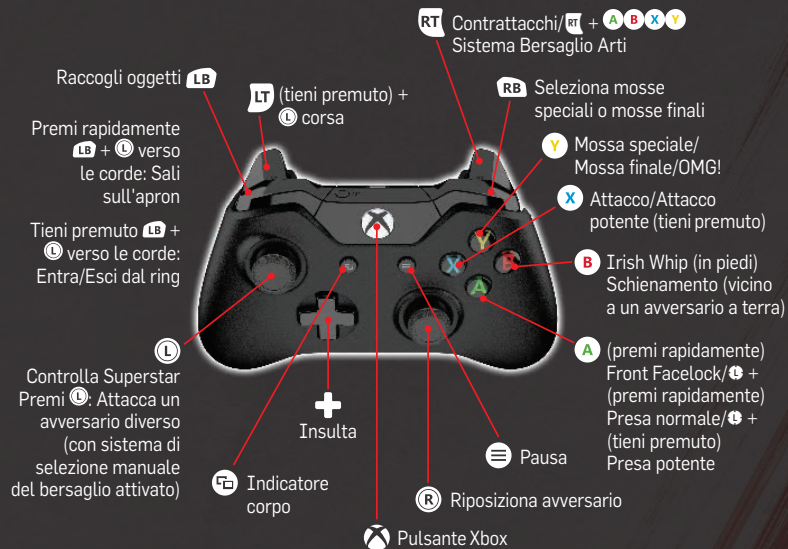 RT Contrattacchi/ RT + A B X Y
Sistema Bersaglio Arti
Raccogli oggetti LB
LT (tieni premuto) +
L corsa
RB Seleziona mosse
speciali o mosse finali
Premi rapidamente
LB + L verso
le corde: Sali
sull'apron
Y Mossa speciale/
Mossa finale/OMG!
X Attacco/Attacco
potente (tieni premuto)
Tieni premuto LB +
L verso le corde:
Entra/Esci dal ring
Y
X
B
A
B Irish Whip (in piedi)
Schienamento (vicino
a un avversario a terra)
L
Controlla Superstar
Premi L: Attacca un
avversario diverso
(con sistema di
selezione manuale
del bersaglio attivato)
A (premi rapidamente)
Front Facelock/ L +
(premi rapidamente)
Presa normale/ L +
(tieni premuto)
Presa potente
Insulta
Indicatore
corpo
Pausa
R Riposiziona avversario
Pulsante Xbox